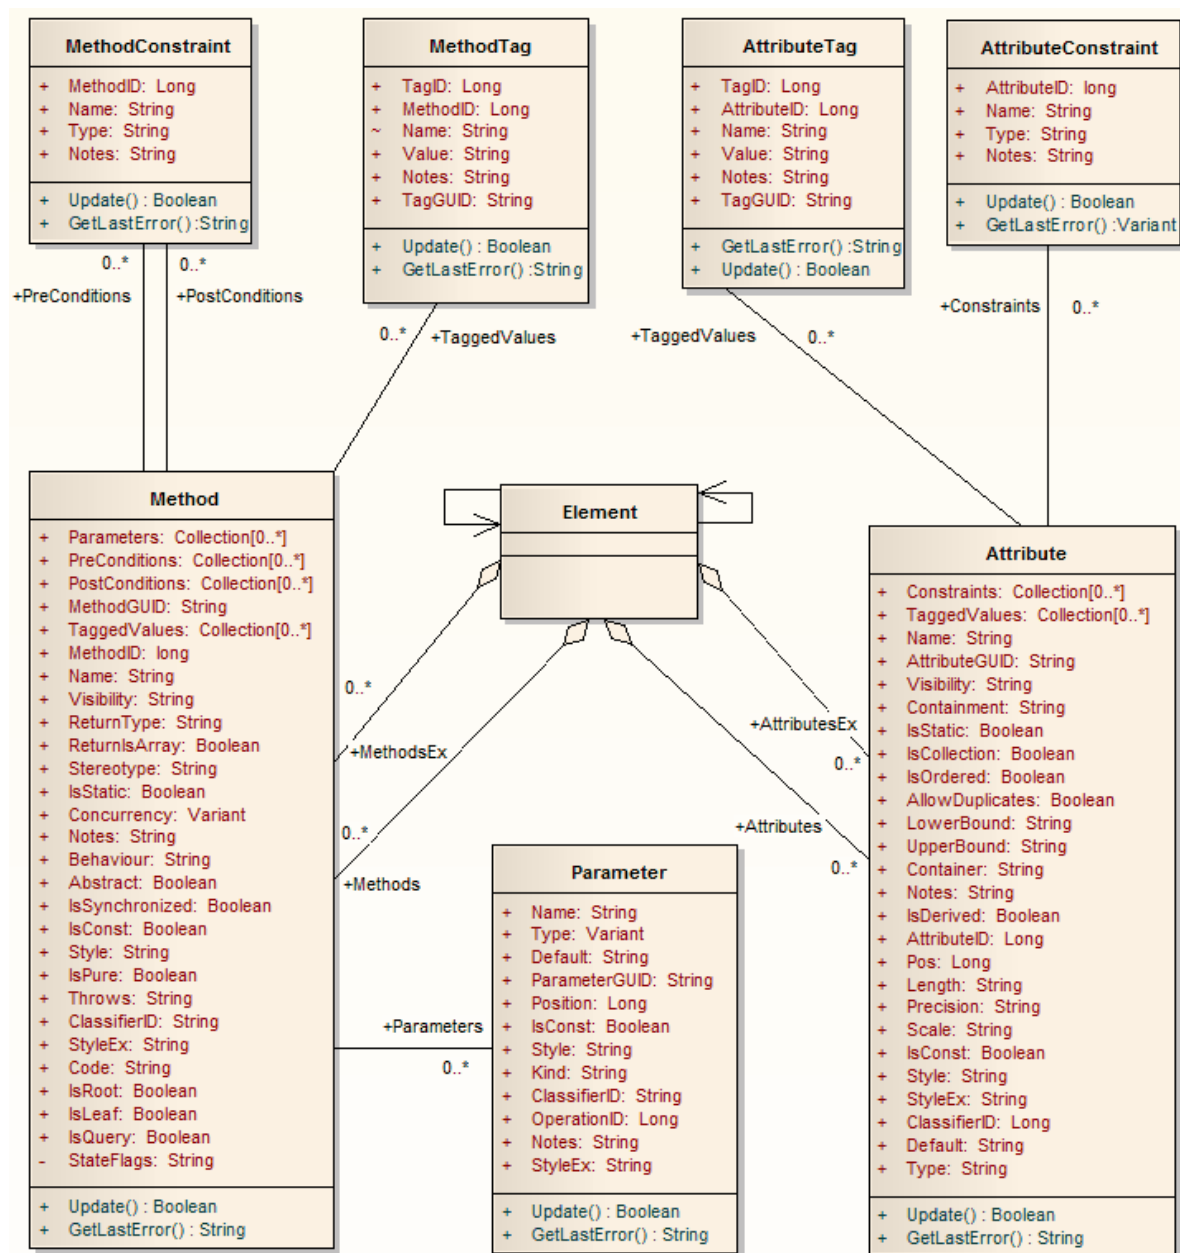 MethodConstraint
+ MethodID: Long
+ Name: String
+ Type: String
+ Notes: String
+ Update() : Boolean
+ GetLastError() :String
MethodTag
+ TagID: Long
+ MethodID: Long
~ Name: String
+ Value: String
+ Notes: String
+ TagGUID: String
+ Update() : Boolean
+ GetLastError() :String
AttributeTag
+ TagID: Long
+ AttributeID: Long
+ Name: String
+ Value: String
+ Notes: String
+ TagGUID: String
+ GetLastError() :String
+ Update() : Boolean
AttributeConstraint
+ AttributeID: long
+ Name: String
+ Type: String
+ Notes: String
+ Update() : Boolean
+ GetLastError() :Variant
0..*
+PreConditions
0..*
+PostConditions
0..*
+TaggedValues
+TaggedValues
0..*
+Constraints
0..*
Method
+ Parameters: Collection[0..*]
+ PreConditions: Collection[0..*]
+ PostConditions: Collection[0..*]
+ MethodGUID: String
+ TaggedValues: Collection[0..*]
+ MethodID: long
+ Name: String
+ Visibility: String
+ ReturnType: String
+ ReturnIsArray: Boolean
+ Stereotype: String
+ IsStatic: Boolean
+ Concurrency: Variant
+ Notes: String
+ Behaviour: String
+ Abstract: Boolean
+ IsSynchronized: Boolean
+ IsConst: Boolean
+ Style: String
+ IsPure: Boolean
+ Throws: String
+ ClassifierID: String
+ StyleEx: String
+ Code: String
+ IsRoot: Boolean
+ IsLeaf: Boolean
+ IsQuery: Boolean
- StateFlags: String
+ Update() : Boolean
+ GetLastError() : String
Element
0..*
+MethodsEx
0..*
+Methods
+AttributesEx
0..*
+Attributes
0..*
+Parameters
0..*
Parameter
+ Name: String
+ Type: Variant
+ Default: String
+ ParameterGUID: String
+ Position: Long
+ IsConst: Boolean
+ Style: String
+ Kind: String
+ ClassifierID: String
+ OperationID: Long
+ Notes: String
+ StyleEx: String
+ Update() : Boolean
+ GetLastError() : String
Attribute
+ Constraints: Collection[0..*]
+ TaggedValues: Collection[0..*]
+ Name: String
+ AttributeGUID: String
+ Visibility: String
+ Containment: String
+ IsStatic: Boolean
+ IsCollection: Boolean
+ IsOrdered: Boolean
+ AllowDuplicates: Boolean
+ LowerBound: String
+ UpperBound: String
+ Container: String
+ Notes: String
+ IsDerived: Boolean
+ AttributeID: Long
+ Pos: Long
+ Length: String
+ Precision: String
+ Scale: String
+ IsConst: Boolean
+ Style: String
+ StyleEx: String
+ ClassifierID: Long
+ Default: String
+ Type: String
+ Update() : Boolean
+ GetLastError() : String